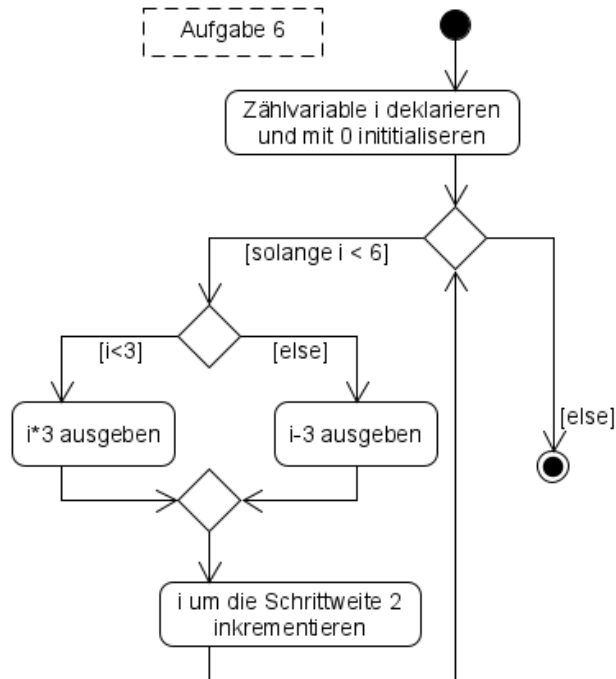 Aufgabe 6
Zählvariable i deklarieren
und mit 0 inititialiseren
[solange i < 6]
[i<3]
[else]
i*3 ausgeben
i-3 ausgeben
[else]
i um die Schrittweite 2
inkrementieren